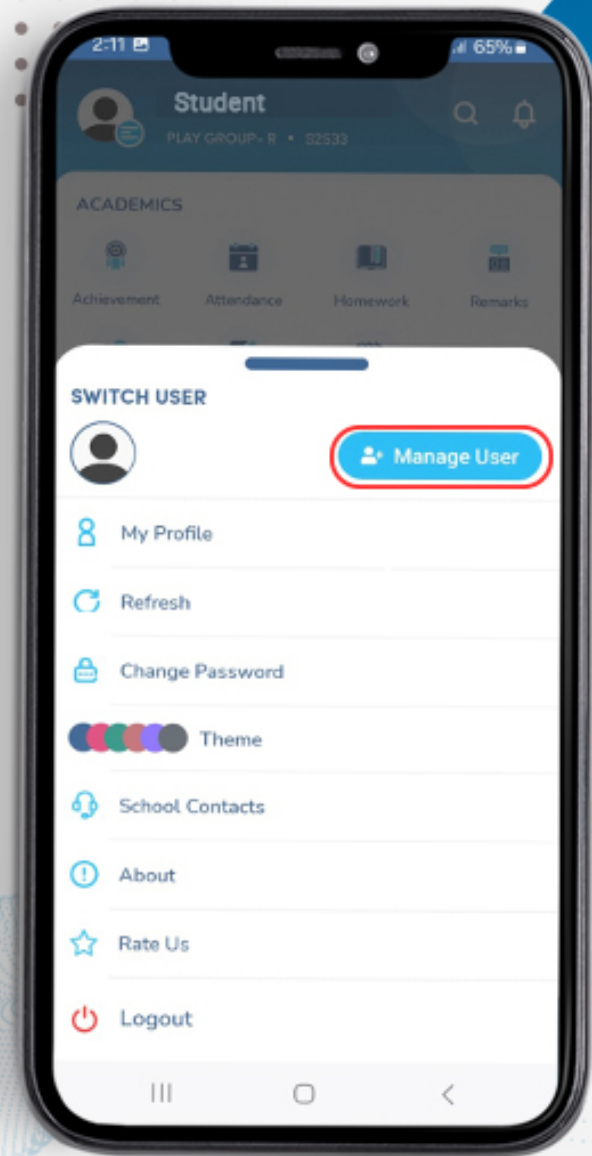 2:11
65%
Student
PLAY GROUP- R • S2533
ACADEMICS
Achievement Attendance Homework Remarks
SWITCH USER
Manage User
My Profile
Refresh
Change Password
Theme
School Contacts
About
Rate Us
Logout